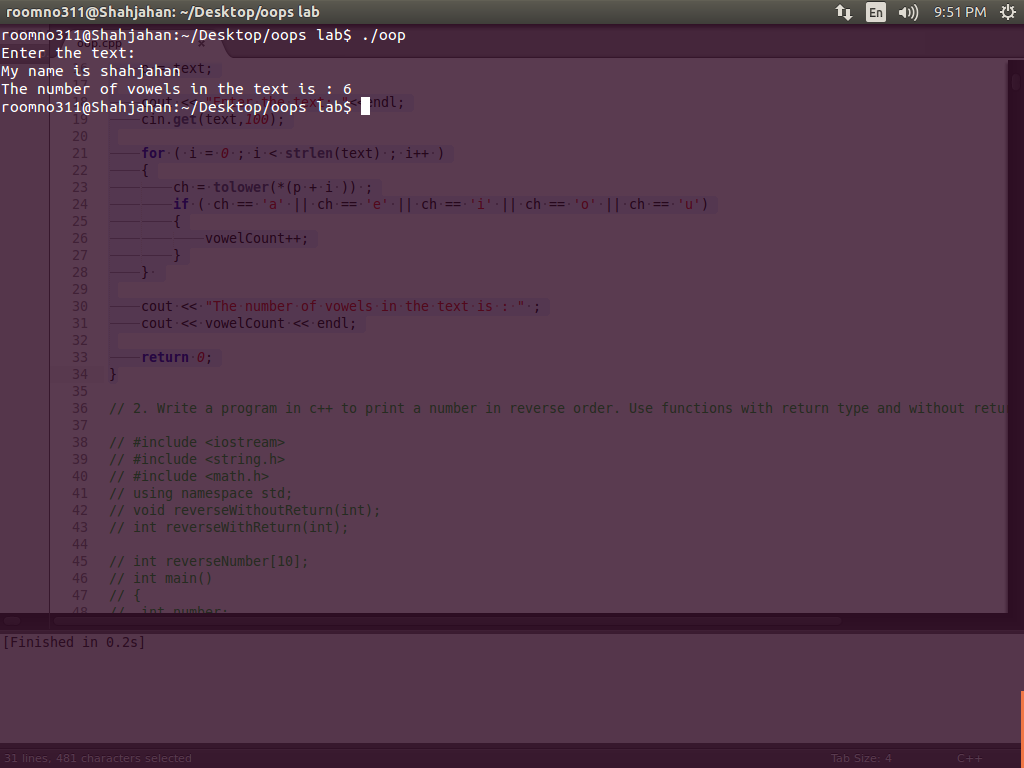 roomno311@Shahjahan: ~/Desktop/oops lab
En
9:51 PM
roomno311@Shahjahan:~/Desktop/oops lab$ ./oop
Enter the text:
My name is shahjahan
The number of vowels in the text is : 6
roomno311@Shahjahan:~/Desktop/oops lab$
oop.cpp
text;
endl;
19 cin.get(text,100);
20
21 for ( i = 0 ; i < strlen(text) ; i++ )
22 {
23 ch = tolower(*(p + i )) ;
24 if ( ch == 'a' || ch == 'e' || ch == 'i' || ch == 'o' || ch == 'u')
25 {
26 vowelCount++;
27 }
28 }
29
30 cout << "The number of vowels in the text is : " ;
31 cout << vowelCount << endl;
32
33 return 0;
34 }
35
36 // 2. Write a program in c++ to print a number in reverse order. Use functions with return type and without retu
37
38 // #include <iostream>
39 // #include <string.h>
40 // #include <math.h>
41 // using namespace std;
42 // void reverseWithoutReturn(int);
43 // int reverseWithReturn(int);
44
45 // int reverseNumber[10];
46 // int main()
47 // {
48 // int number;
[Finished in 0.2s]
31 lines, 481 characters selected
Tab Size: 4
C++